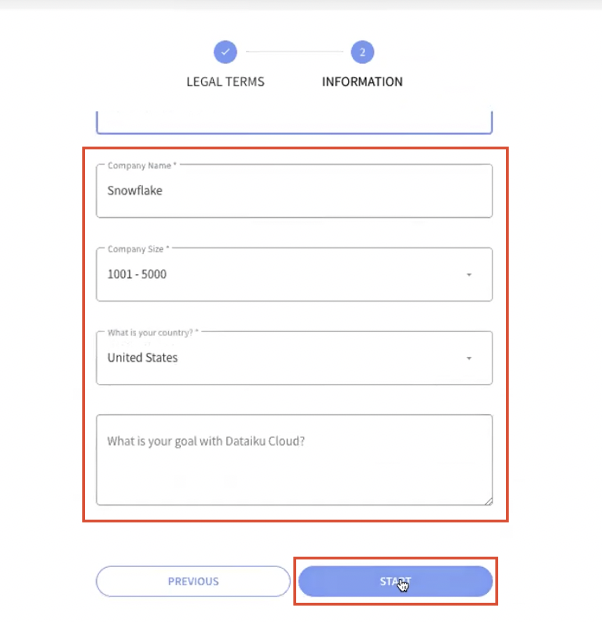 2
LEGAL TERMS
INFORMATION
Company Name *
Snowflake
Company Size *
1001 - 5000
What is your country? *
United States
What is your goal with Dataiku Cloud?
PREVIOUS
START